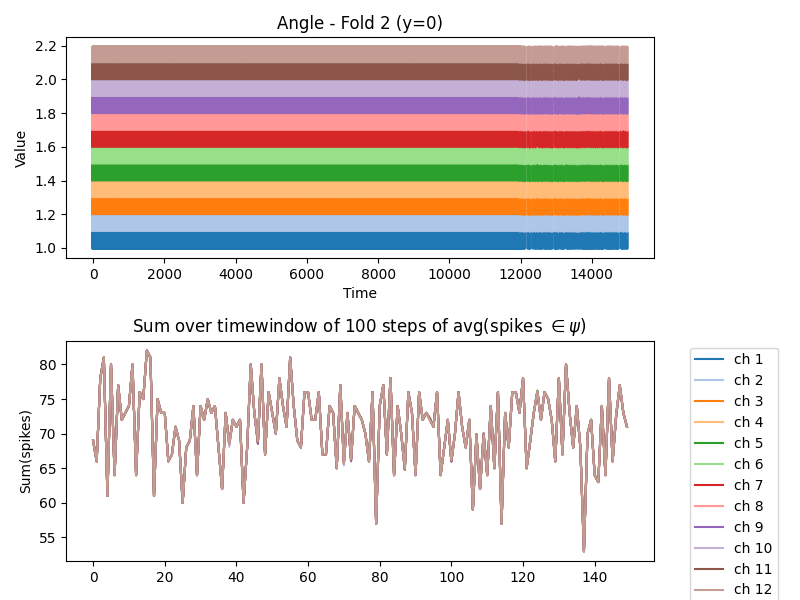 Angle - Fold 2 (y=0)
2.2
2.0
1.8
1.6
1.4
1.2
1.0
Value
0 2000 4000 6000 8000 10000 12000 14000
Time
Sum over timewindow of 100 steps of avg(spikes ∈ ψ)
80
75
70
65
60
55
Sum(spikes)
0 20 40 60 80 100 120 140
ch 1
ch 2
ch 3
ch 4
ch 5
ch 6
ch 7
ch 8
ch 9
ch 10
ch 11
ch 12